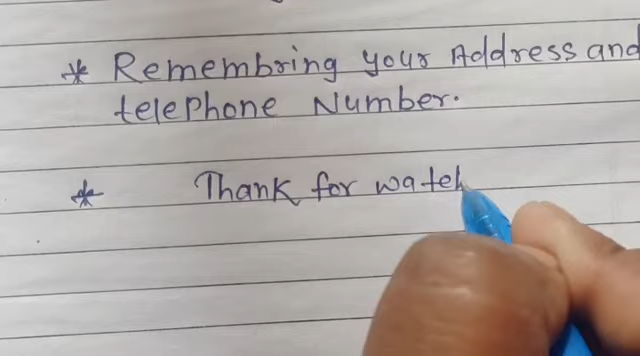 * Remembring your Address and
telephone Number.
* Thank for watch